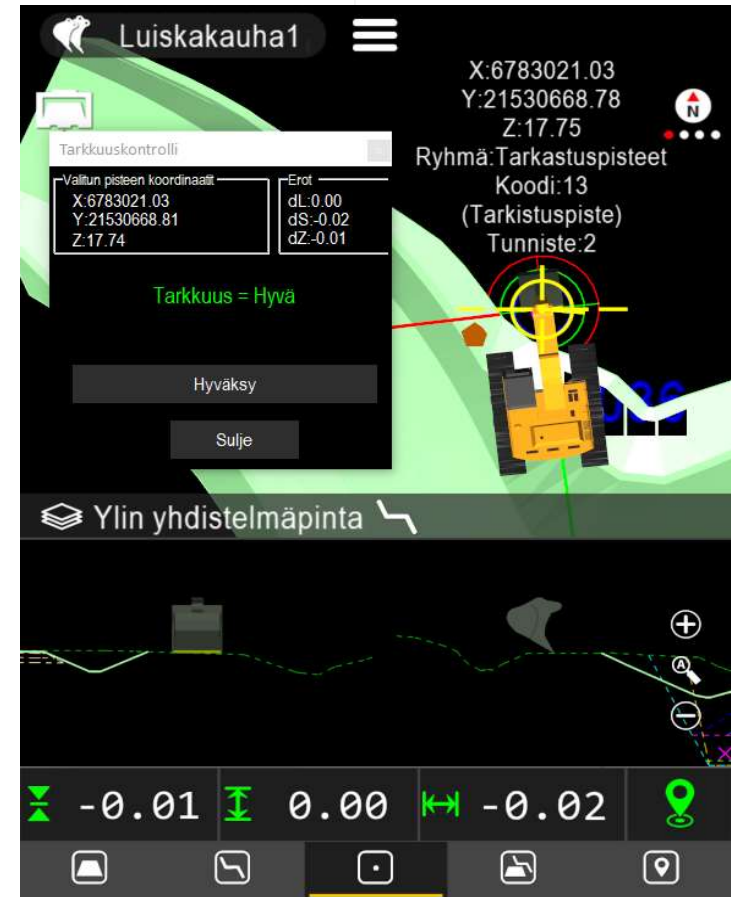 Luiskakauha1
X:6783021.03
Y:21530668.78
Z:17.75
Ryhmä:Tarkastuspisteet
Koodi:13
(Tarkistuspiste)
Tunniste:2
N
Tarkkuuskontrolli
Valitun pisteen koordinaatit
X:6783021.03
Y:21530668.81
Z:17.74
Erot
dL:0.00
dS:-0.02
dZ:-0.01
Tarkkuus = Hyvä
Hyväksy
Sulje
Ylin yhdistelmäpinta
A
-0.01 0.00 -0.02